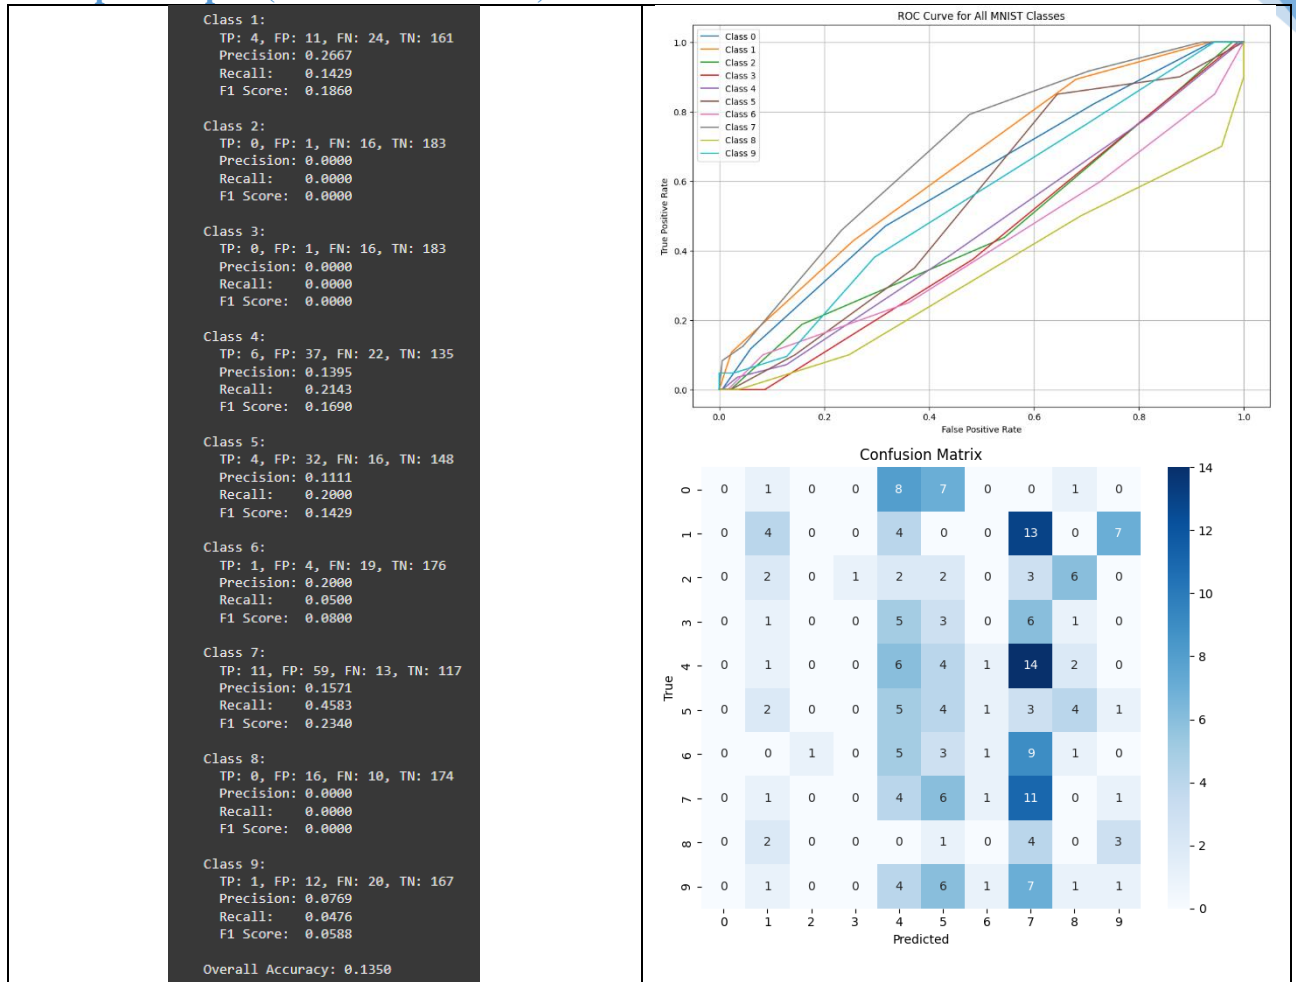 Class 1:
TP: 4, FP: 11, FN: 24, TN: 161
Precision: 0.2667
Recall: 0.1429
F1 Score: 0.1860
Class 2:
TP: 0, FP: 1, FN: 16, TN: 183
Precision: 0.0000
Recall: 0.0000
F1 Score: 0.0000
Class 3:
TP: 0, FP: 1, FN: 16, TN: 183
Precision: 0.0000
Recall: 0.0000
F1 Score: 0.0000
Class 4:
TP: 6, FP: 37, FN: 22, TN: 135
Precision: 0.1395
Recall: 0.2143
F1 Score: 0.1690
Class 5:
TP: 4, FP: 32, FN: 16, TN: 148
Precision: 0.1111
Recall: 0.2000
F1 Score: 0.1429
Class 6:
TP: 1, FP: 4, FN: 19, TN: 176
Precision: 0.2000
Recall: 0.0500
F1 Score: 0.0800
Class 7:
TP: 11, FP: 59, FN: 13, TN: 117
Precision: 0.1571
Recall: 0.4583
F1 Score: 0.2340
Class 8:
TP: 0, FP: 16, FN: 10, TN: 174
Precision: 0.0000
Recall: 0.0000
F1 Score: 0.0000
Class 9:
TP: 1, FP: 12, FN: 20, TN: 167
Precision: 0.0769
Recall: 0.0476
F1 Score: 0.0588
Overall Accuracy: 0.1350
ROC Curve for All MNIST Classes
Class 0
Class 1
Class 2
Class 3
Class 4
Class 5
Class 6
Class 7
Class 8
Class 9
True Positive Rate
1.0
0.8
0.6
0.4
0.2
0.0
0.0 0.2 0.4 0.6 0.8 1.0
False Positive Rate
Confusion Matrix
True
0 0 1 0 0 8 7 0 0 1 0
1 0 4 0 0 4 0 0 13 0 7
2 0 2 0 1 2 2 0 3 6 0
3 0 1 0 0 5 3 0 6 1 0
4 0 1 0 0 6 4 1 14 2 0
5 0 2 0 0 5 4 1 3 4 1
6 0 0 1 0 5 3 1 9 1 0
7 0 1 0 0 4 6 1 11 0 1
8 0 2 0 0 0 1 0 4 0 3
9 0 1 0 0 4 6 1 7 1 1
0 1 2 3 4 5 6 7 8 9
Predicted
14
12
10
8
6
4
2
0